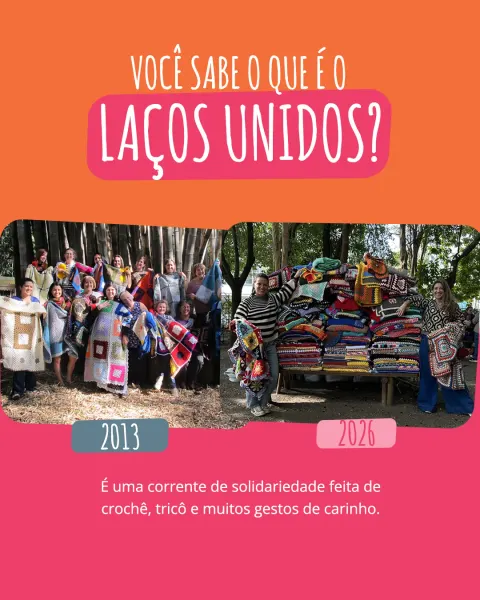 VOCÊ SABE O QUE É O
LAÇOS UNIDOS?
2013
2026
É uma corrente de solidariedade feita de
crochê, tricô e muitos gestos de carinho.